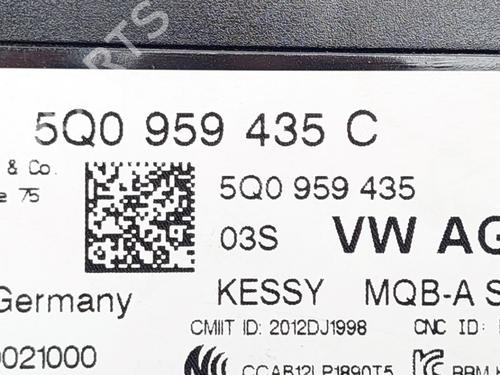 5Q0 959 435 C
& Co.
e 75
5Q0 959 435
03S VW AG
Germany
KESSY MQB-A S
CMIIT ID: 2012DJ1998 CNC ID:
0021000
CCAB12LP1890T5